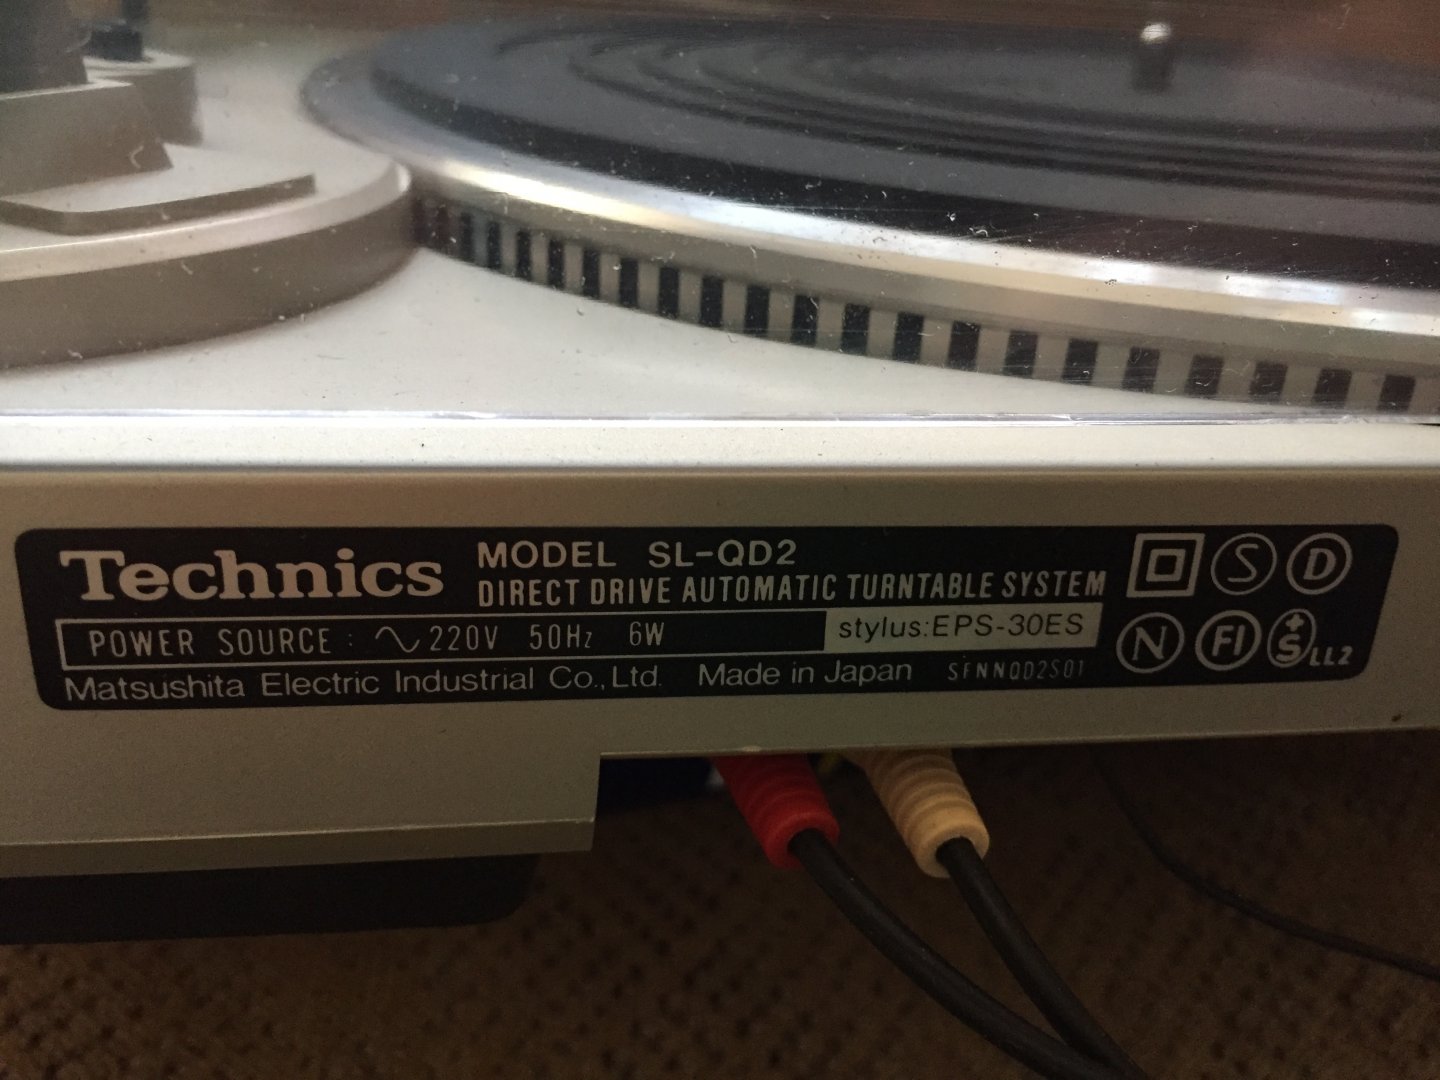 Technics
MODEL SL-QD2
DIRECT DRIVE AUTOMATIC TURNTABLE SYSTEM
POWER SOURCE : ∿ 220V 50Hz 6W
stylus:EPS-30ES
Matsushita Electric Industrial Co., Ltd. Made in Japan SFNNQD2S01
S D
N FI +S LL2